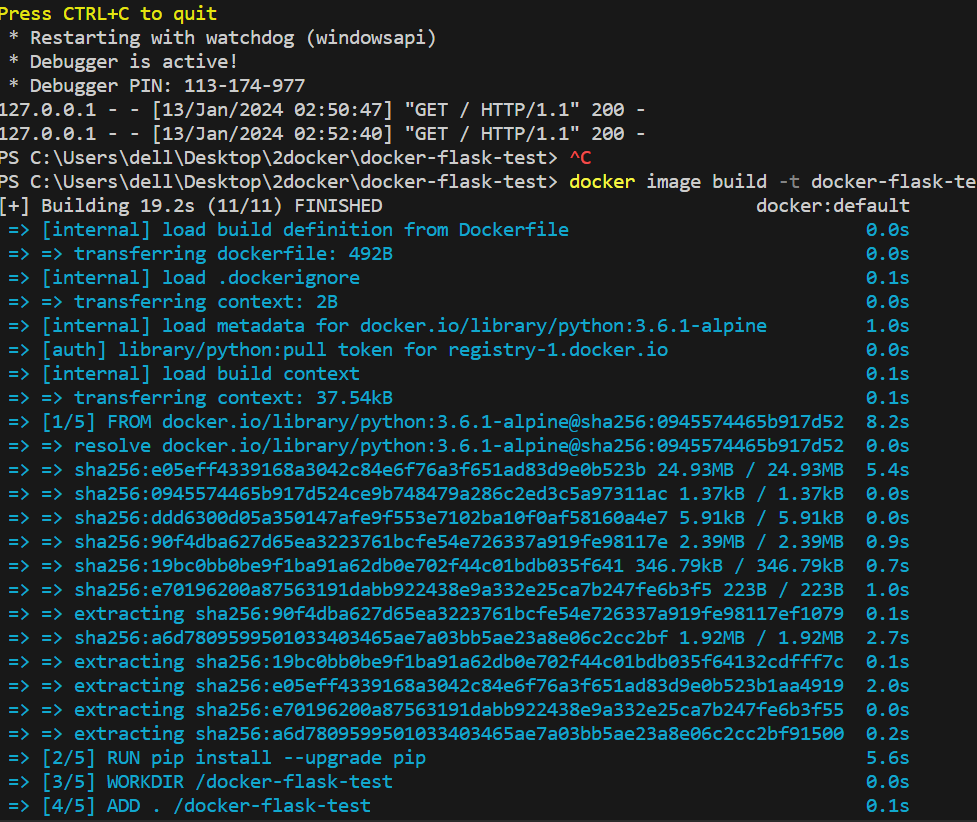 Press CTRL+C to quit
* Restarting with watchdog (windowsapi)
* Debugger is active!
* Debugger PIN: 113-174-977
127.0.0.1 - - [13/Jan/2024 02:50:47] "GET / HTTP/1.1" 200 -
127.0.0.1 - - [13/Jan/2024 02:52:40] "GET / HTTP/1.1" 200 -
PS C:\Users\dell\Desktop\2docker\docker-flask-test> ^C
PS C:\Users\dell\Desktop\2docker\docker-flask-test> docker image build -t docker-flask-te
[+] Building 19.2s (11/11) FINISHED docker:default
=> [internal] load build definition from Dockerfile 0.0s
=> => transferring dockerfile: 492B 0.0s
=> [internal] load .dockerignore 0.1s
=> => transferring context: 2B 0.0s
=> [internal] load metadata for docker.io/library/python:3.6.1-alpine 1.0s
=> [auth] library/python:pull token for registry-1.docker.io 0.0s
=> [internal] load build context 0.1s
=> => transferring context: 37.54kB 0.1s
=> [1/5] FROM docker.io/library/python:3.6.1-alpine@sha256:0945574465b917d52 8.2s
=> => resolve docker.io/library/python:3.6.1-alpine@sha256:0945574465b917d52 0.0s
=> => sha256:e05eff4339168a3042c84e6f76a3f651ad83d9e0b523b 24.93MB / 24.93MB 5.4s
=> => sha256:0945574465b917d524ce9b748479a286c2ed3c5a97311ac 1.37kB / 1.37kB 0.0s
=> => sha256:ddd6300d05a350147afe9f553e7102ba10f0af58160a4e7 5.91kB / 5.91kB 0.0s
=> => sha256:90f4dba627d65ea3223761bcfe54e726337a919fe98117e 2.39MB / 2.39MB 0.9s
=> => sha256:19bc0bb0be9f1ba91a62db0e702f44c01bdb035f641 346.79kB / 346.79kB 0.7s
=> => sha256:e70196200a87563191dabb922438e9a332e25ca7b247fe6b3f5 223B / 223B 1.0s
=> => extracting sha256:90f4dba627d65ea3223761bcfe54e726337a919fe98117ef1079 0.1s
=> => sha256:a6d7809599501033403465ae7a03bb5ae23a8e06c2cc2bf 1.92MB / 1.92MB 2.7s
=> => extracting sha256:19bc0bb0be9f1ba91a62db0e702f44c01bdb035f64132cdfff7c 0.1s
=> => extracting sha256:e05eff4339168a3042c84e6f76a3f651ad83d9e0b523b1aa4919 2.0s
=> => extracting sha256:e70196200a87563191dabb922438e9a332e25ca7b247fe6b3f55 0.0s
=> => extracting sha256:a6d7809599501033403465ae7a03bb5ae23a8e06c2cc2bf91500 0.2s
=> [2/5] RUN pip install --upgrade pip 5.6s
=> [3/5] WORKDIR /docker-flask-test 0.0s
=> [4/5] ADD . /docker-flask-test 0.1s